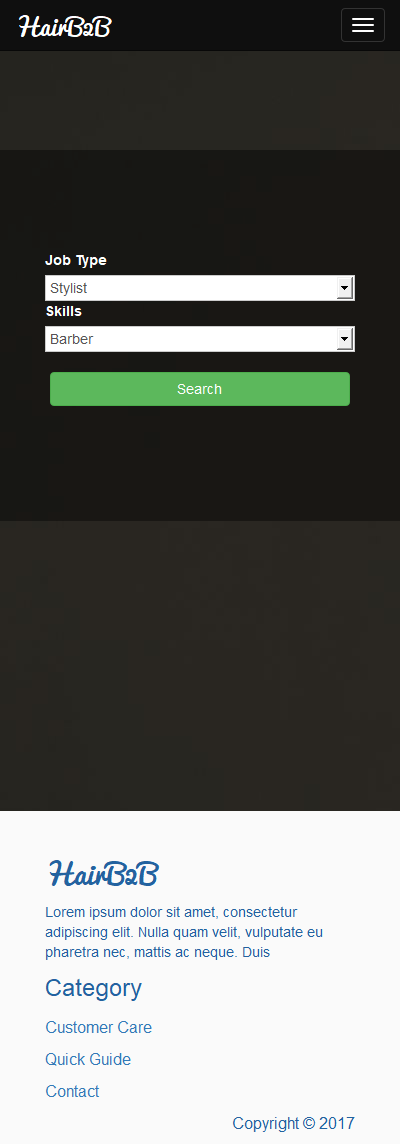 HairB2B
Job Type
Stylist
Skills
Barber
Search
HairB2B
Lorem ipsum dolor sit amet, consectetur
adipiscing elit. Nulla quam velit, vulputate eu
pharetra nec, mattis ac neque. Duis
Category
Customer Care
Quick Guide
Contact
Copyright © 2017